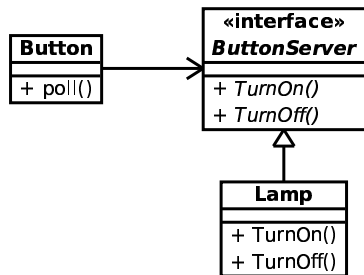 Button
+ poll()
«interface»
ButtonServer
+ TurnOn()
+ TurnOff()
Lamp
+ TurnOn()
+ TurnOff()